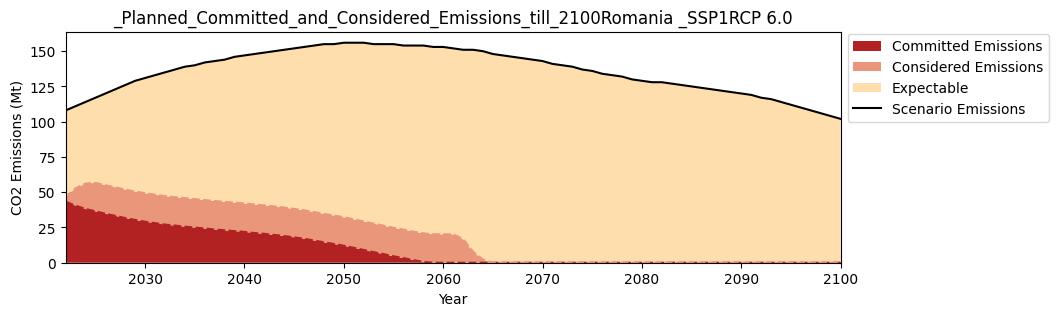 _Planned_Committed_and_Considered_Emissions_till_2100Romania _SSP1RCP 6.0
CO2 Emissions (Mt)
150
125
100
75
50
25
0
2030 2040 2050 2060 2070 2080 2090 2100
Year
Committed Emissions
Considered Emissions
Expectable
Scenario Emissions